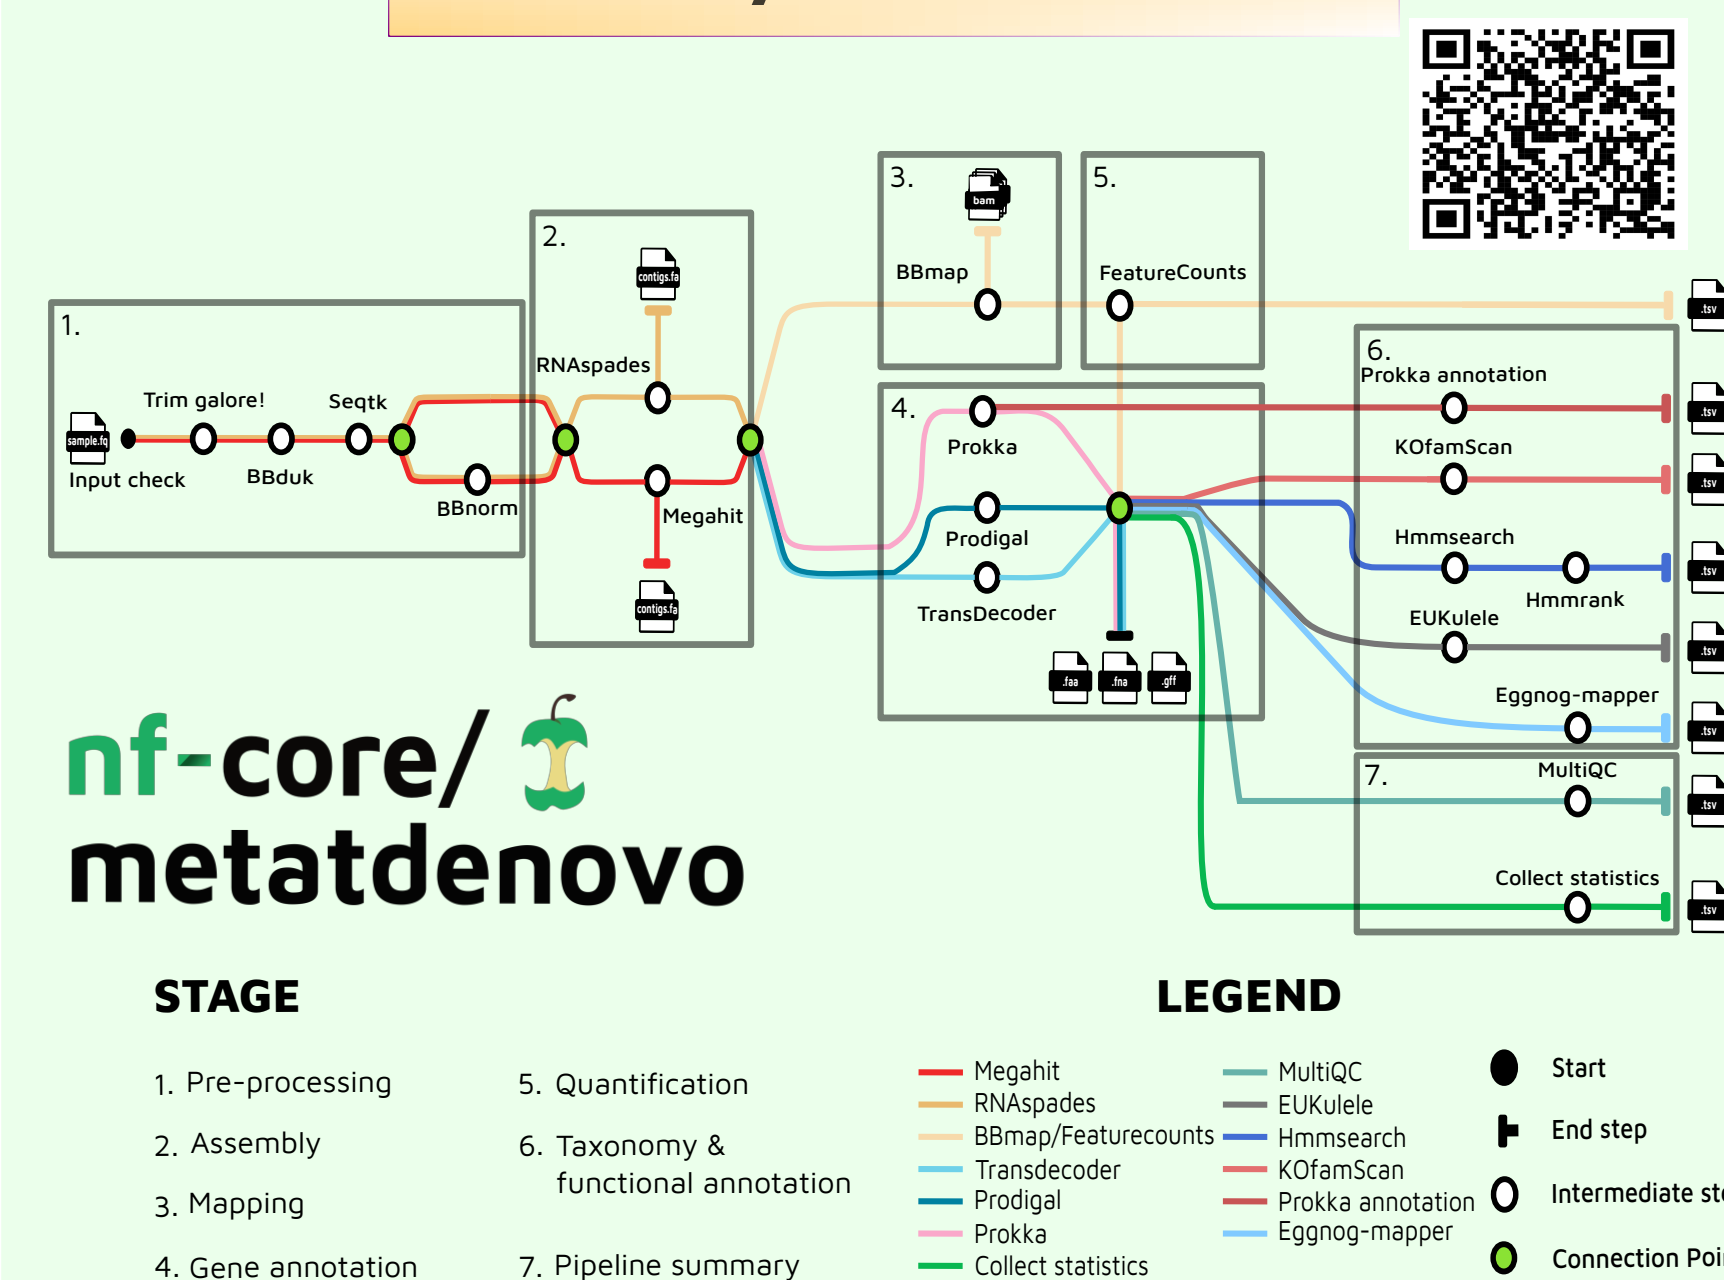 1.
sample.fq
Input check
Trim galore!
BBduk
Seqtk
BBnorm
2.
contigs.fa
RNAspades
Megahit
contigs.fa
3.
bam
BBmap
5.
FeatureCounts
.tsv
4.
Prokka
Prodigal
TransDecoder
.faa
.fna
.gff
6.
Prokka annotation
.tsv
KOfamScan
.tsv
Hmmsearch
Hmmrank
.tsv
EUKulele
.tsv
Eggnog-mapper
.tsv
7.
MultiQC
.tsv
Collect statistics
.tsv
nf-core/
metatdenovo
STAGE
1. Pre-processing
2. Assembly
3. Mapping
4. Gene annotation
5. Quantification
6. Taxonomy &
functional annotation
7. Pipeline summary
LEGEND
Megahit
RNAspades
BBmap/Featurecounts
Transdecoder
Prodigal
Prokka
Collect statistics
MultiQC
EUKulele
Hmmsearch
KOfamScan
Prokka annotation
Eggnog-mapper
Start
End step
Intermediate
Connection